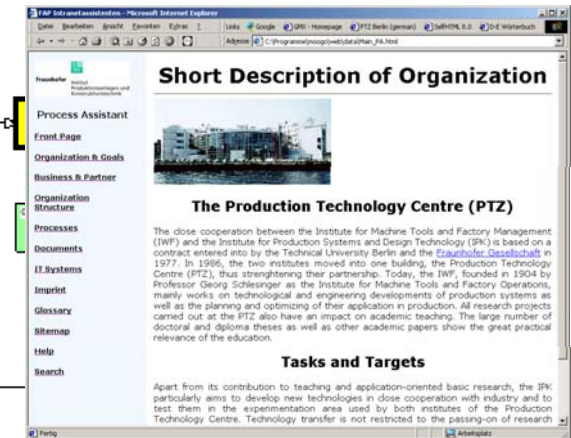 FAP Intranetassistenten - Microsoft Internet Explorer
Datei Bearbeiten Ansicht Favoriten Extras ?
Links Google GMX - Homepage PTZ Berlin (german) SelfHTML 8.0 D-E Wörterbuch
Adresse C:\Programme\moogo\web\data\Main_FA.html
Fraunhofer Institut
Produktionsanlagen und
Konstruktionstechnik
Process Assistant
Front Page
Organization & Goals
Business & Partner
Organization
Structure
Processes
Documents
IT Systems
Imprint
Glossary
Sitemap
Help
Search
Short Description of Organization
The Production Technology Centre (PTZ)
The close cooperation between the Institute for Machine Tools and Factory Management
(IWF) and the Institute for Production Systems and Design Technology (IPK) is based on a
contract entered into by the Technical University Berlin and the Fraunhofer Gesellschaft in
1977. In 1986, the two institutes moved into one building, the Production Technology
Centre (PTZ), thus strenghtening their partnership. Today, the IWF, founded in 1904 by
Professor Georg Schlesinger as the Institute for Machine Tools and Factory Operations,
mainly works on technological and engineering developments of production systems as
well as the planning and optimizing of their application in production. All research projects
carried out at the PTZ also have an impact on academic teaching. The large number of
doctoral and diploma theses as well as other academic papers show the great practical
relevance of the education.
Tasks and Targets
Apart from its contribution to teaching and application-oriented basic research, the IPK
particularly aims to develop new technologies in close cooperation with industry and to
test them in the experimentation area used by both institutes of the Production
Technology Centre. Technology transfer is not restricted to the passing-on of research
Fertig
Arbeitsplatz